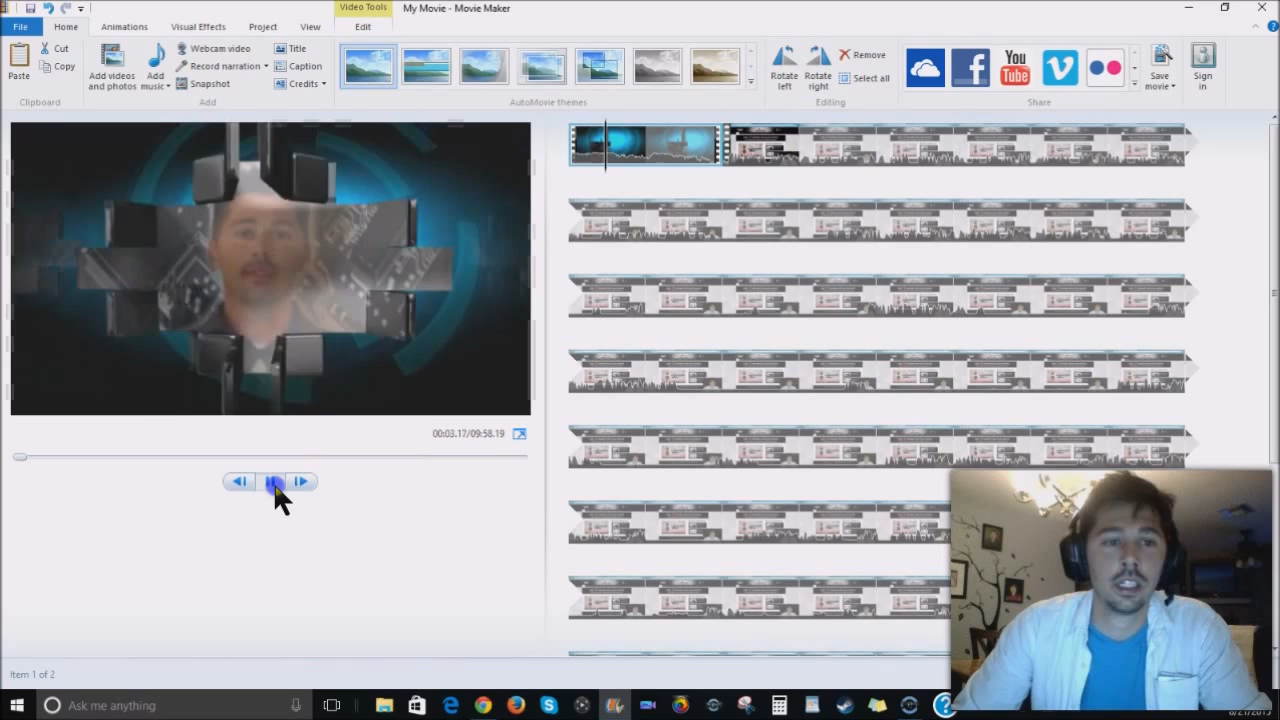 Video Tools
My Movie - Movie Maker
File
Home
Animations
Visual Effects
Project
View
Edit
Paste
Cut
Copy
Clipboard
Add videos
and photos
Add
music
Webcam video
Record narration
Snapshot
Title
Caption
Credits
Add
AutoMovie themes
Rotate
left
Rotate
right
Remove
Select all
Editing
You
Tube
Share
Save
movie
Sign
in
00:03.17/09:58.19
Item 1 of 2
Ask me anything